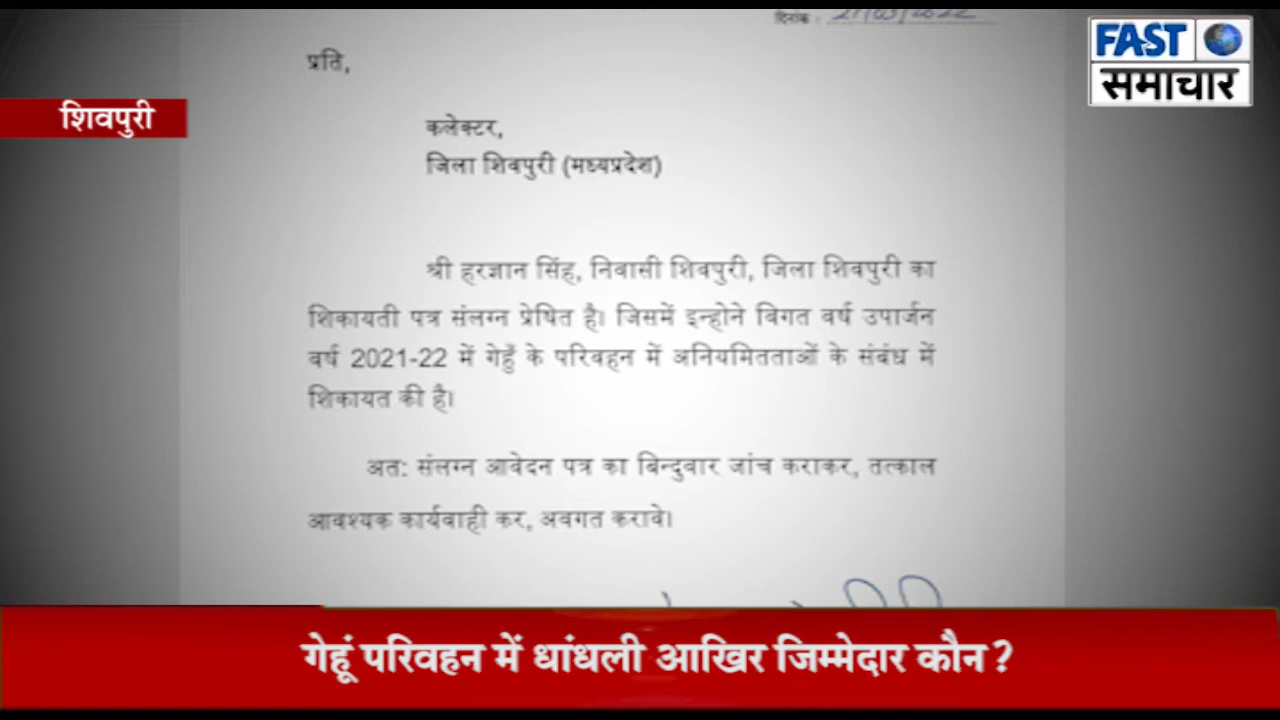 दिनांक :
FAST
समाचार
शिवपुरी
प्रति,
कलेक्टर,
जिला शिवपुरी (मध्यप्रदेश)
श्री हरज्ञान सिंह, निवासी शिवपुरी, जिला शिवपुरी का
शिकायती पत्र संलग्न प्रेषित है। जिसमें इन्होने विगत वर्ष उपार्जन
वर्ष 2021-22 में गेहुँ के परिवहन में अनियमितताओं के संबंध में
शिकायत की है।
अत: संलग्न आवेदन पत्र का बिन्दुवार जांच कराकर, तत्काल
आवश्यक कार्यवाही कर, अवगत करावे।
गेहूं परिवहन में धांधली आखिर जिम्मेदार कौन?